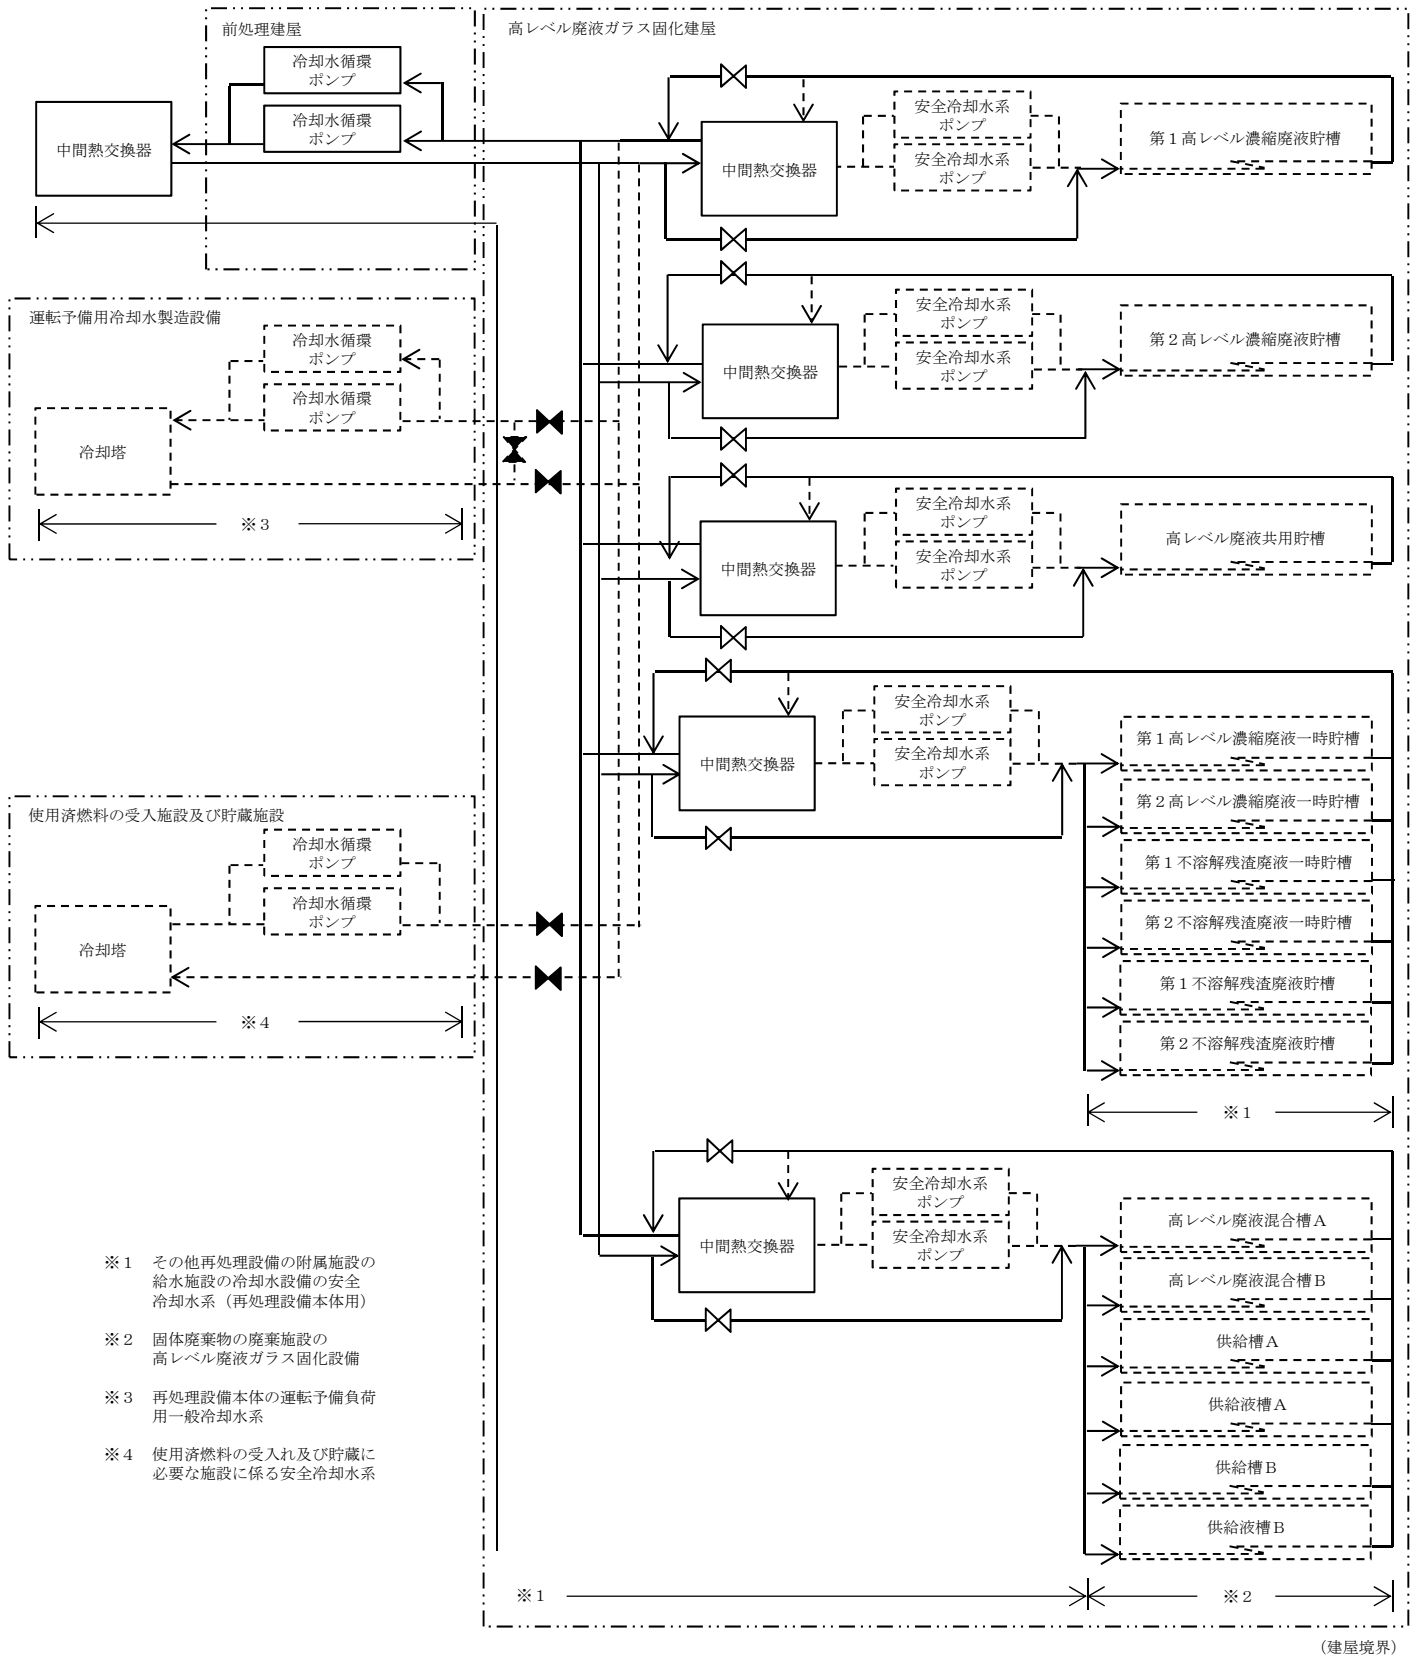 前処理建屋
冷却水循環
ポンプ
冷却水循環
ポンプ
中間熱交換器
運転予備用冷却水製造設備
冷却水循環
ポンプ
冷却水循環
ポンプ
冷却塔
※3
使用済燃料の受入施設及び貯蔵施設
冷却水循環
ポンプ
冷却水循環
ポンプ
冷却塔
※4
高レベル廃液ガラス固化建屋
安全冷却水系
ポンプ
安全冷却水系
ポンプ
中間熱交換器
第1高レベル濃縮廃液貯槽
安全冷却水系
ポンプ
安全冷却水系
ポンプ
中間熱交換器
第2高レベル濃縮廃液貯槽
安全冷却水系
ポンプ
安全冷却水系
ポンプ
中間熱交換器
高レベル廃液共用貯槽
安全冷却水系
ポンプ
安全冷却水系
ポンプ
中間熱交換器
第1高レベル濃縮廃液一時貯槽
第2高レベル濃縮廃液一時貯槽
第1不溶解残渣廃液一時貯槽
第2不溶解残渣廃液一時貯槽
第1不溶解残渣廃液貯槽
第2不溶解残渣廃液貯槽
※1
安全冷却水系
ポンプ
安全冷却水系
ポンプ
中間熱交換器
高レベル廃液混合槽A
高レベル廃液混合槽B
供給槽A
供給液槽A
供給槽B
供給液槽B
※1
※2
※1 その他再処理設備の附属施設の
給水施設の冷却水設備の安全
冷却水系（再処理設備本体用）
※2 固体廃棄物の廃棄施設の
高レベル廃液ガラス固化設備
※3 再処理設備本体の運転予備負荷
用一般冷却水系
※4 使用済燃料の受入れ及び貯蔵に
必要な施設に係る安全冷却水系
（建屋境界）